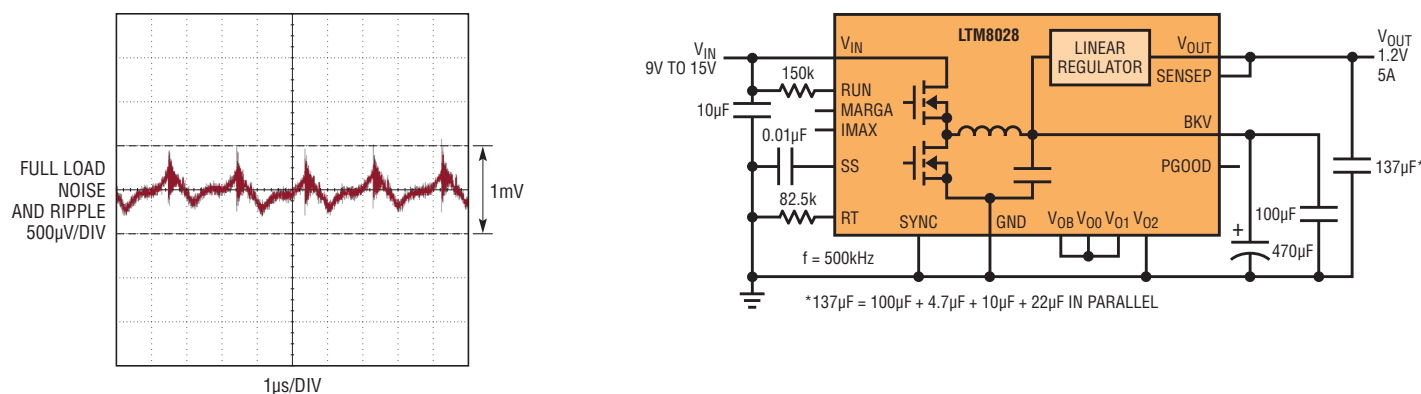 FULL LOAD
NOISE
AND RIPPLE
500µV/DIV
1mV
1µs/DIV
LTM8028
VIN
9V TO 15V
VIN
150k
RUN
MARGA
IMAX
10µF
0.01µF
SS
82.5k
RT
f = 500kHz
SYNC
GND
VOB
VO0
VO1
VO2
LINEAR
REGULATOR
VOUT
SENSEP
BKV
PGOOD
VOUT
1.2V
5A
137µF*
100µF
+
470µF
*137µF = 100µF + 4.7µF + 10µF + 22µF IN PARALLEL